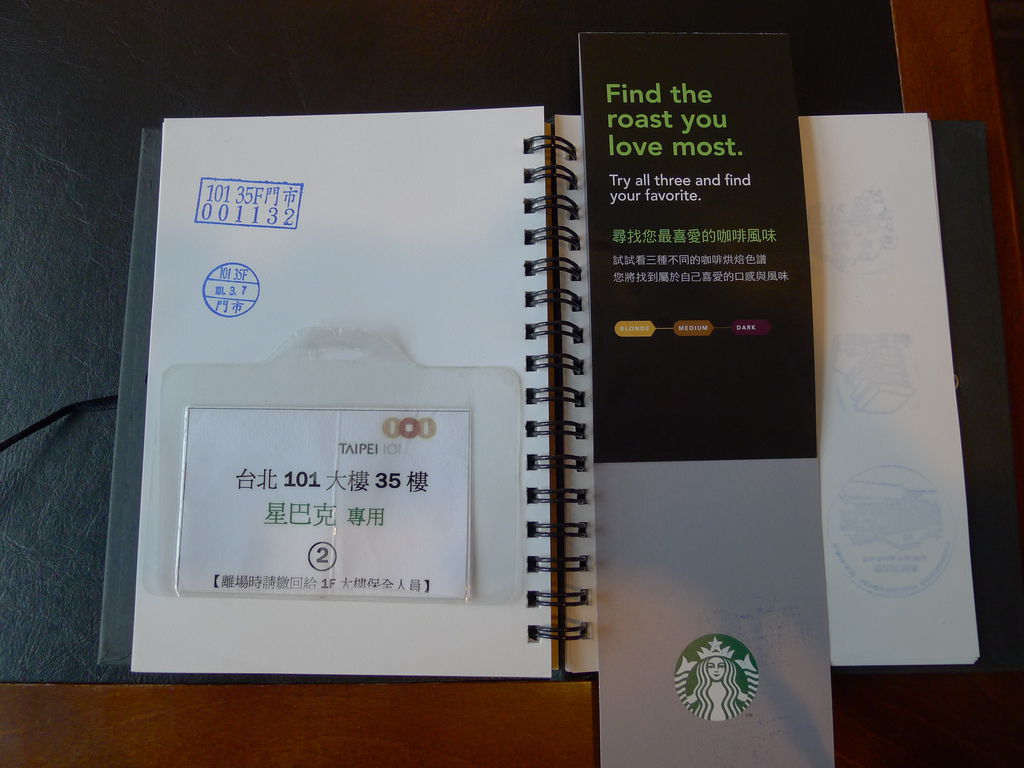 101 35F門市
001132
101 35F
101. 3. 7
門市
TAIPEI 101
台北 101 大樓 35 樓
星巴克 專用
2
【離場時請繳回給 1F 大樓保全人員】
Find the
roast you
love most.
Try all three and find
your favorite.
尋找您最喜愛的咖啡風味
試試看三種不同的咖啡烘焙色譜
您將找到屬於自己喜愛的口感與風味
BLONDE MEDIUM DARK
TM